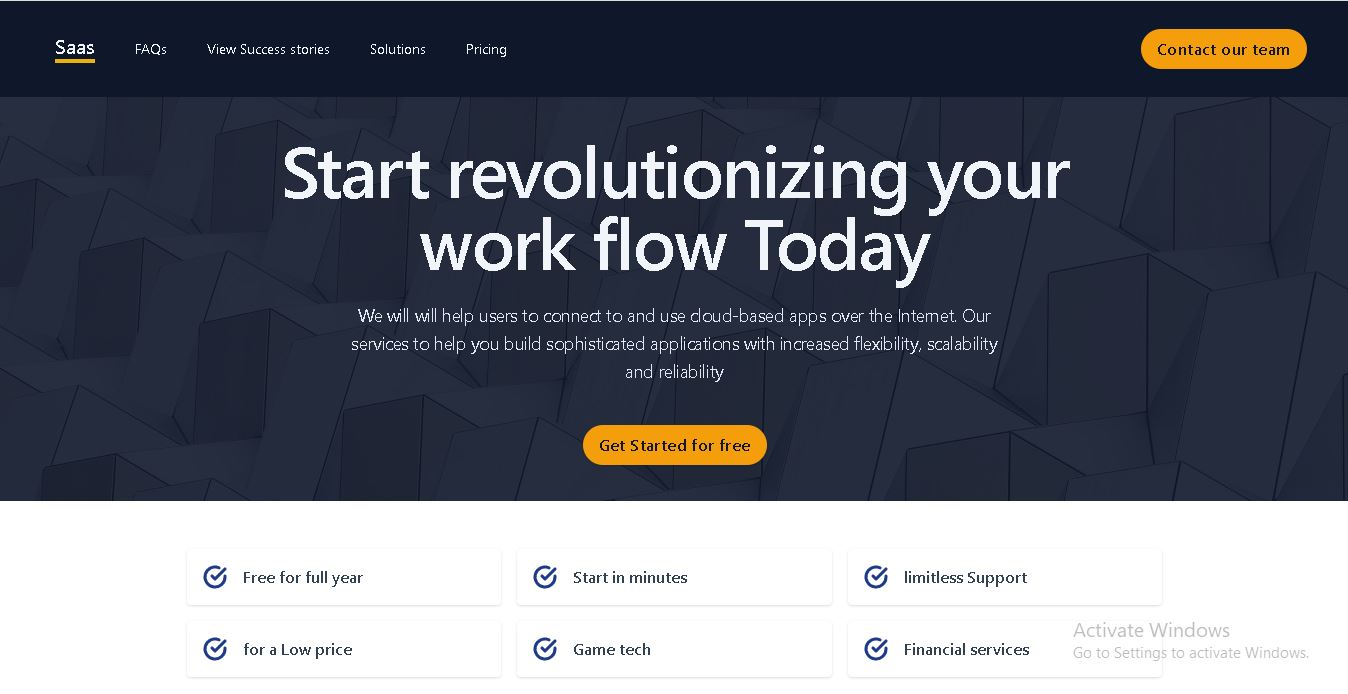 Saas FAQs View Success stories Solutions Pricing Contact our team
Start revolutionizing your
work flow Today
We will will help users to connect to and use cloud-based apps over the Internet. Our
services to help you build sophisticated applications with increased flexibility, scalability
and reliability
Get Started for free
Free for full year Start in minutes limitless Support
for a Low price Game tech Financial services
Activate Windows
Go to Settings to activate Windows.